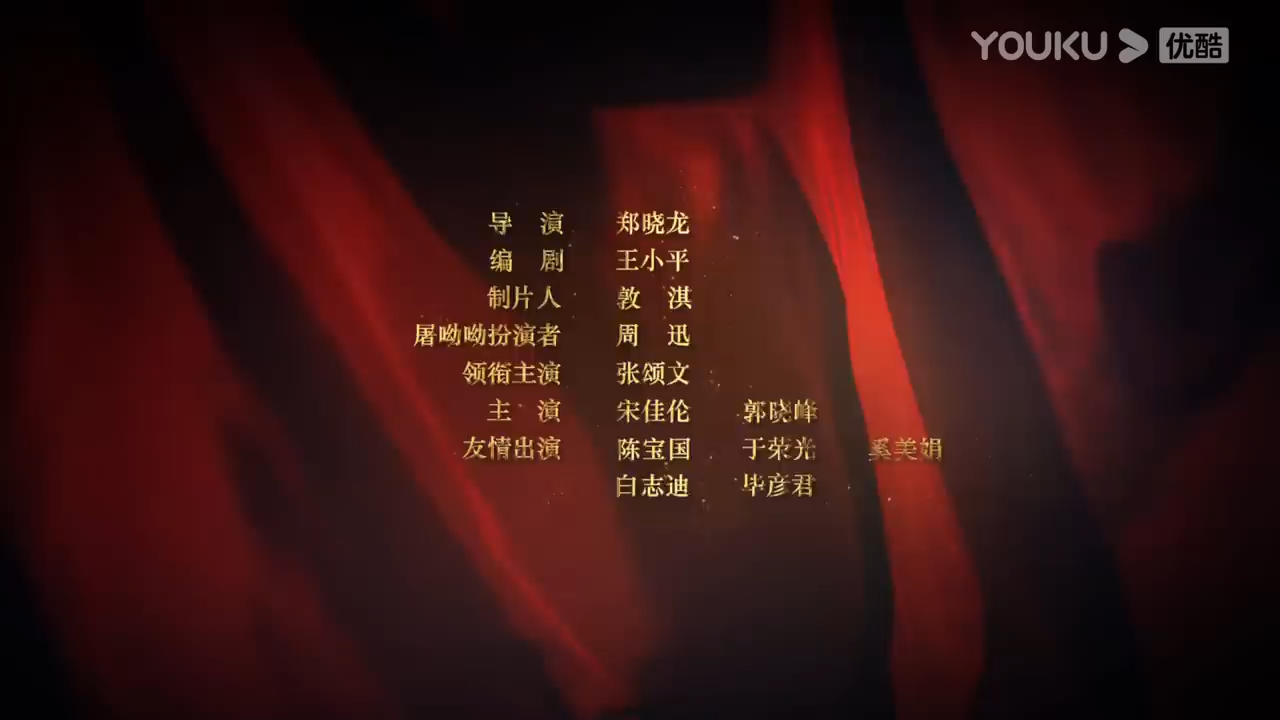 YOUKU 优酷
导 演 郑晓龙
编 剧 王小平
制片人 敦 淇
屠呦呦扮演者 周 迅
领衔主演 张颂文
主 演 宋佳伦 郭晓峰
友情出演 陈宝国 于荣光 奚美娟
白志迪 毕彦君